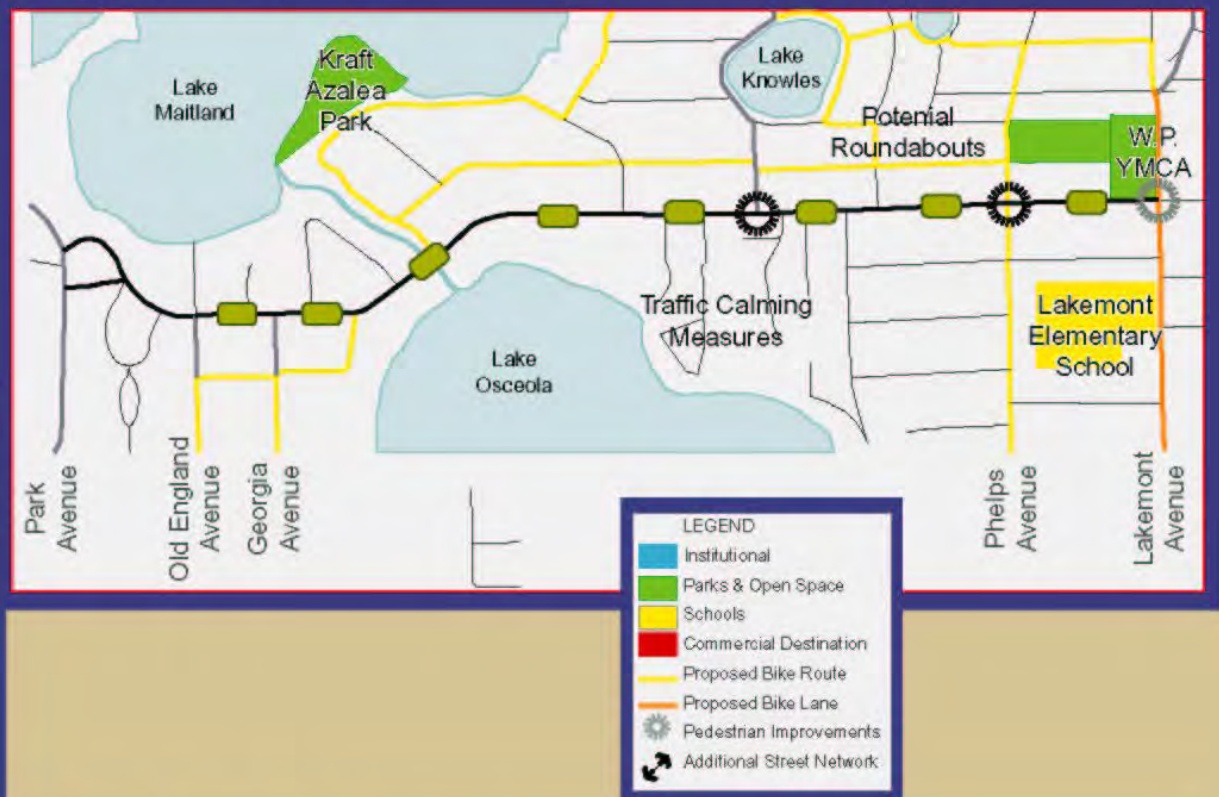 Lake
Maitland
Kraft
Azalea
Park
Lake
Knowles
Potenial
Roundabouts
W.P.
YMCA
Traffic Calming
Measures
Lakemont
Elementary
School
Lake
Osceola
Park
Avenue
Old England
Avenue
Georgia
Avenue
Phelps
Avenue
Lakemont
Avenue
LEGEND
Institutional
Parks & Open Space
Schools
Commercial Destination
Proposed Bike Route
Proposed Bike Lane
Pedestrian Improvements
Additional Street Network